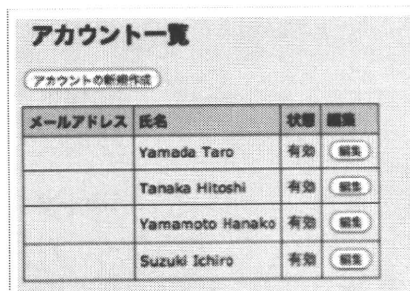 アカウント一覧
アカウントの新規作成
メールアドレス 氏名 状態 編集
Yamada Taro 有効 編集
Tanaka Hitoshi 有効 編集
Yamamoto Hanako 有効 編集
Suzuki Ichiro 有効 編集